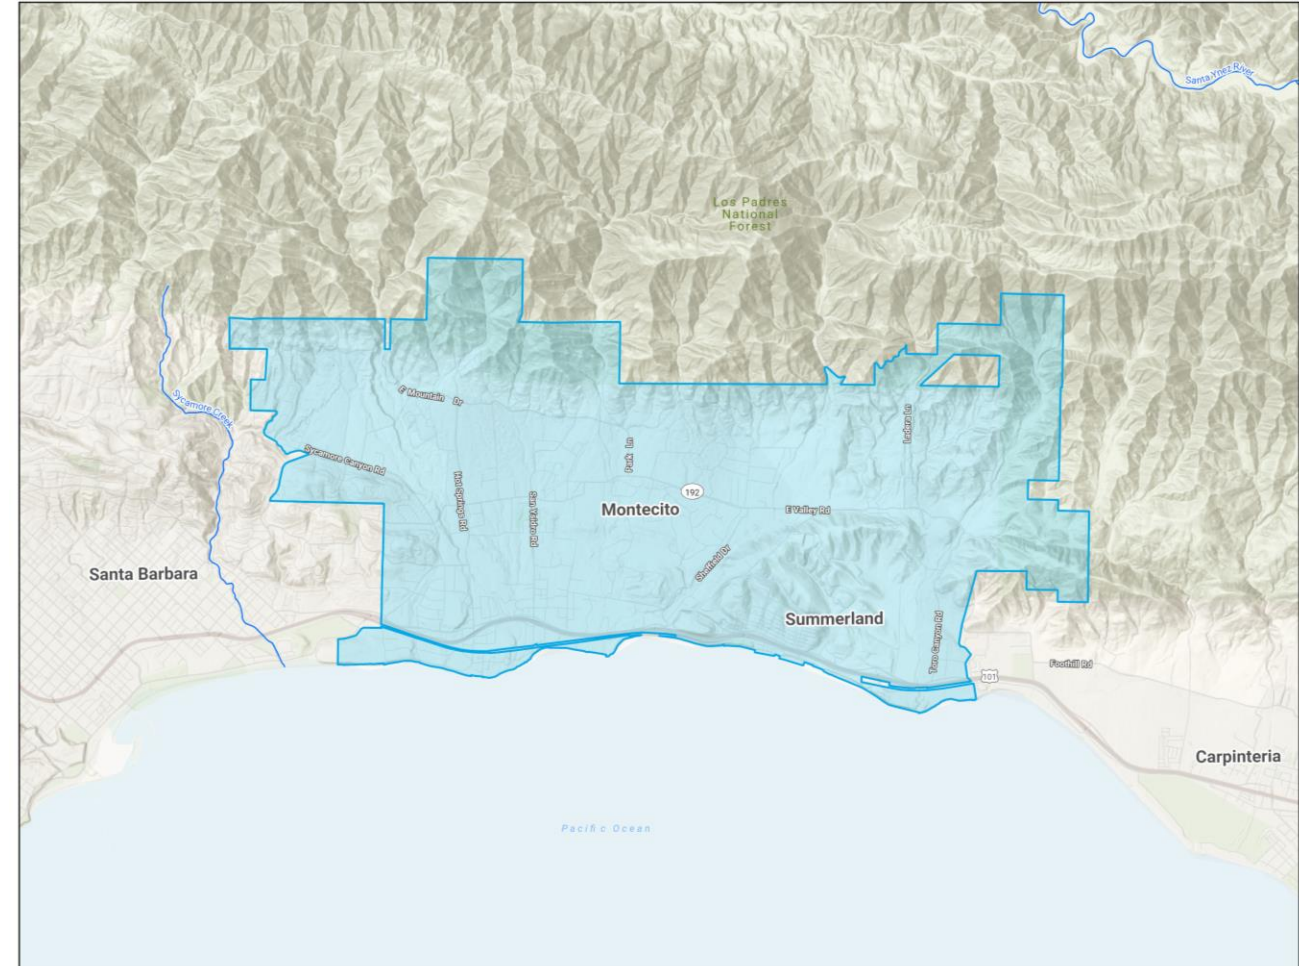 Santa Ynez River
Los Padres
National
Forest
Sycamore Creek
E Mountain Dr
Ladera Ln
Sycamore Canyon Rd
Park Ln
Hot Springs Rd
San Ysidro Rd
192
Montecito
E Valley Rd
Sheffield Dr
Santa Barbara
Summerland
Toro Canyon Rd
Foothill Rd
101
Carpinteria
Pacific Ocean